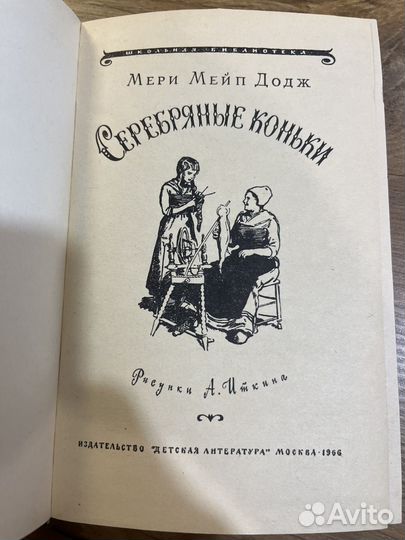 ШКОЛЬНАЯ БИБЛИОТЕКА
МЕРИ МЕЙП ДОДЖ
СЕРЕБРЯНЫЕ КОНЬКИ
Рисунки А. Иткина
ИЗДАТЕЛЬСТВО "ДЕТСКАЯ ЛИТЕРАТУРА" МОСКВА · 1966
Avito